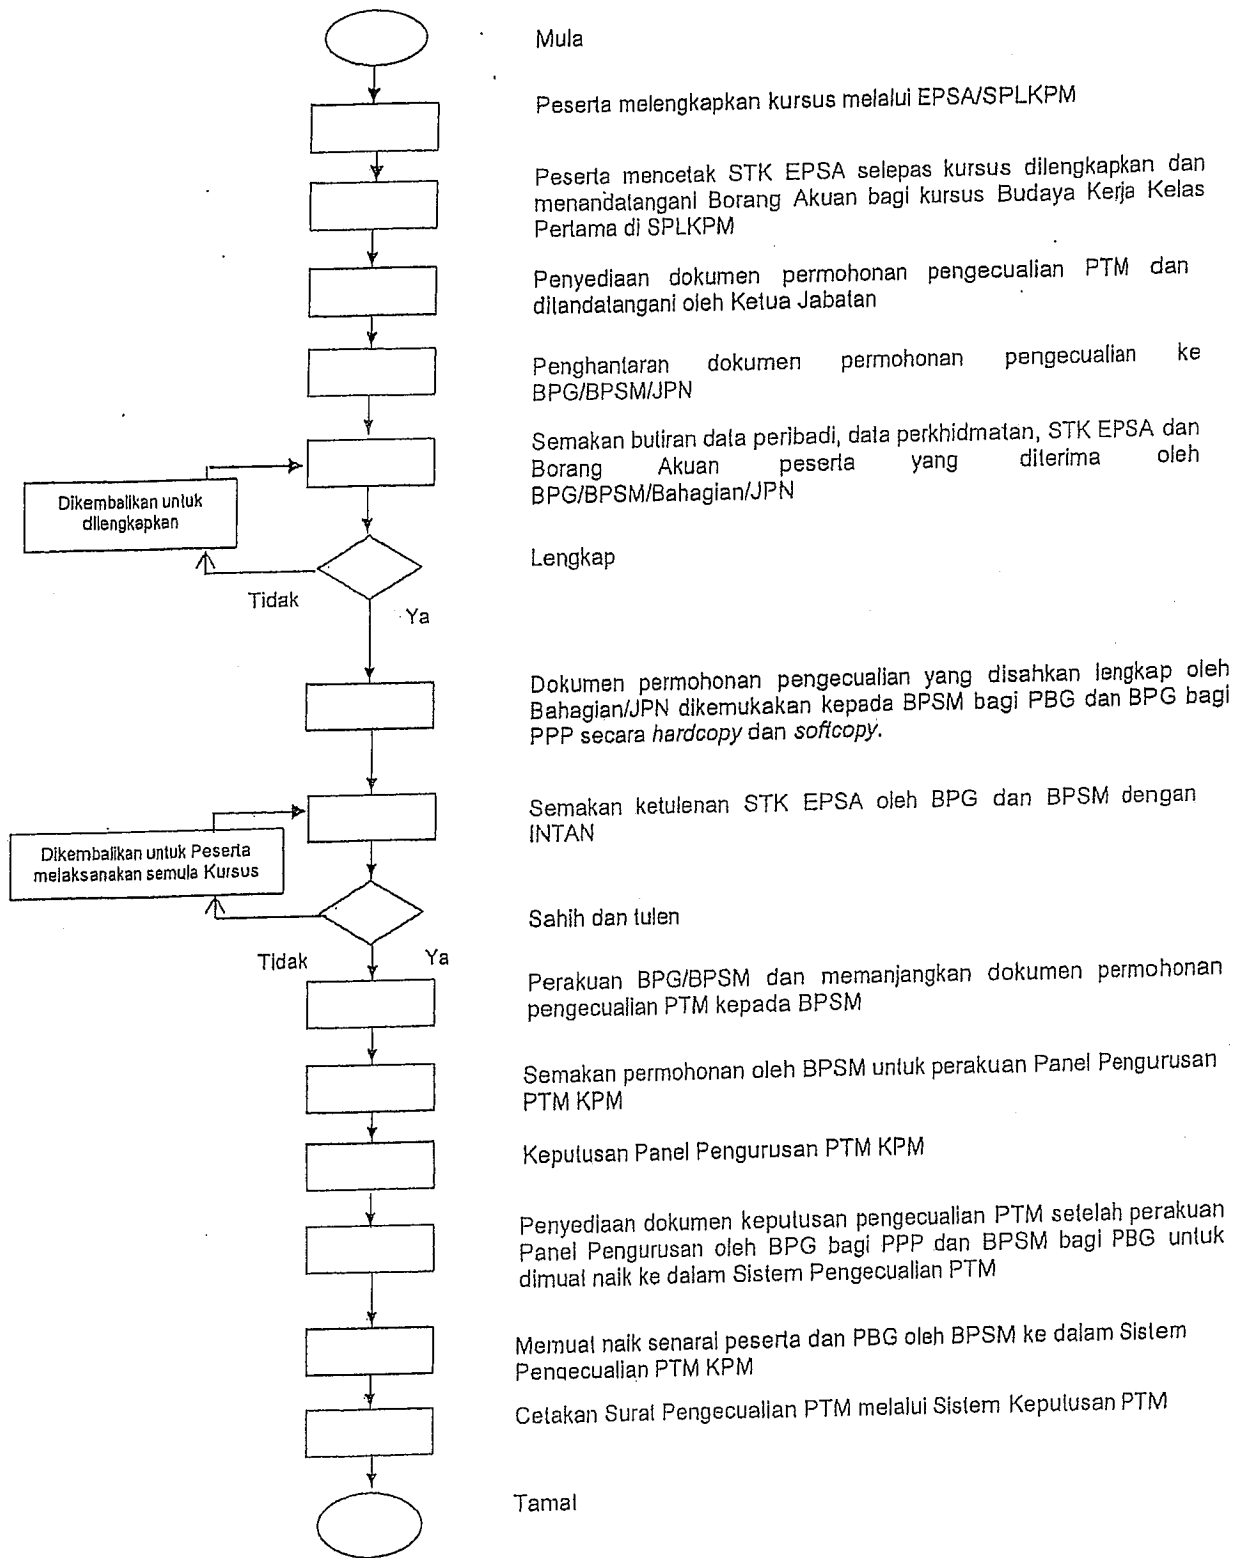 Mula
Peserta melengkapkan kursus melalui EPSA/SPLKPM
Peserta mencetak STK EPSA selepas kursus dilengkapkan dan
menandatangani Borang Akuan bagi kursus Budaya Kerja Kelas
Pertama di SPLKPM
Penyediaan dokumen permohonan pengecualian PTM dan
ditandatangani oleh Ketua Jabatan
Penghantaran dokumen permohonan pengecualian ke
BPG/BPSM/JPN
Semakan butiran data peribadi, data perkhidmatan, STK EPSA dan
Borang Akuan peserta yang diterima oleh
BPG/BPSM/Bahagian/JPN
Dikembalikan untuk
dilengkapkan
Lengkap
Tidak
Ya
Dokumen permohonan pengecualian yang disahkan lengkap oleh
Bahagian/JPN dikemukakan kepada BPSM bagi PBG dan BPG bagi
PPP secara hardcopy dan softcopy.
Semakan ketulenan STK EPSA oleh BPG dan BPSM dengan
INTAN
Dikembalikan untuk Peserta
melaksanakan semula Kursus
Sahih dan tulen
Tidak
Ya
Perakuan BPG/BPSM dan memanjangkan dokumen permohonan
pengecualian PTM kepada BPSM
Semakan permohonan oleh BPSM untuk perakuan Panel Pengurusan
PTM KPM
Keputusan Panel Pengurusan PTM KPM
Penyediaan dokumen keputusan pengecualian PTM setelah perakuan
Panel Pengurusan oleh BPG bagi PPP dan BPSM bagi PBG untuk
dimuat naik ke dalam Sistem Pengecualian PTM
Memuat naik senarai peserta dan PBG oleh BPSM ke dalam Sistem
Pengecualian PTM KPM
Cetakan Surat Pengecualian PTM melalui Sistem Keputusan PTM
Tamat